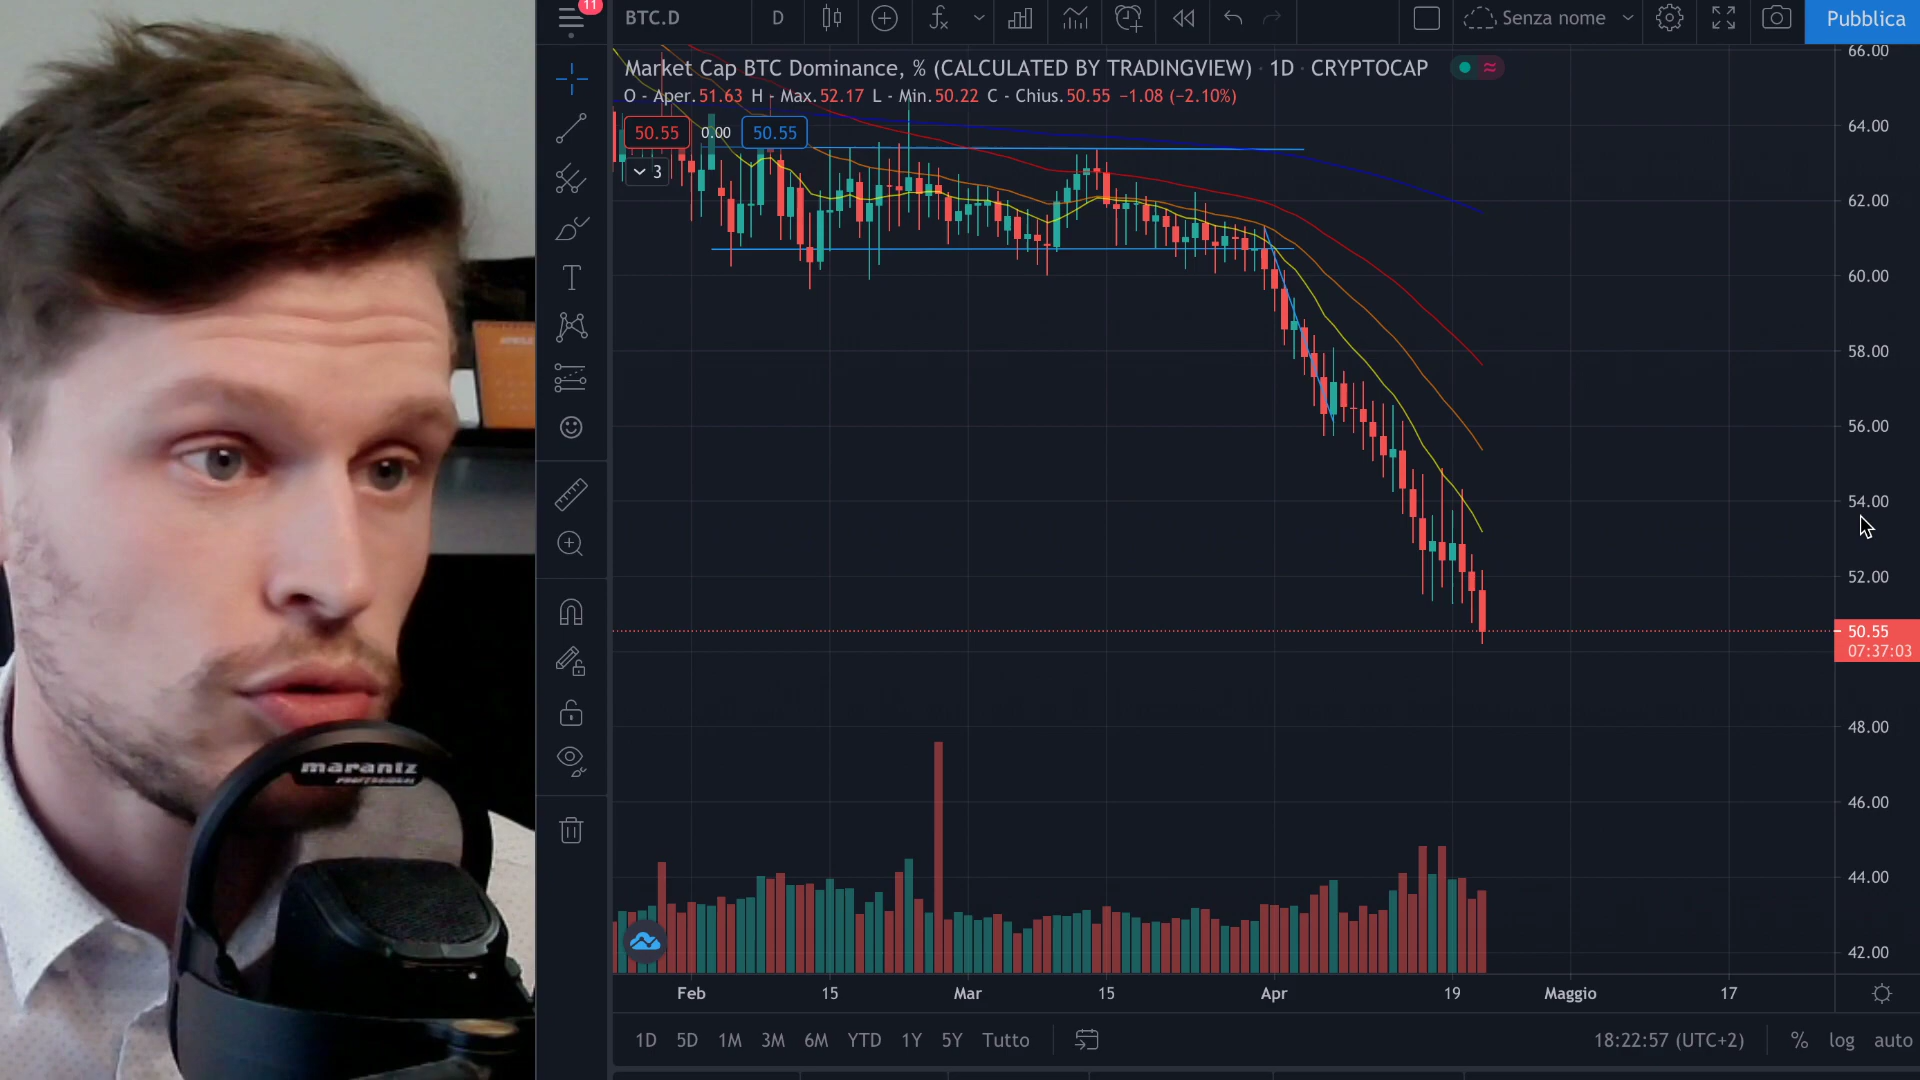 11
BTC.D
D
Senza nome
Pubblica
Market Cap BTC Dominance, % (CALCULATED BY TRADINGVIEW) · 1D · CRYPTOCAP
O - Aper.51.63 H - Max.52.17 L - Min.50.22 C - Chius.50.55 −1.08 (−2.10%)
50.55 0.00 50.55
3
66.00
64.00
62.00
60.00
58.00
56.00
54.00
52.00
50.55
07:37:03
48.00
46.00
44.00
42.00
marantz
PROFESSIONAL
Feb 15 Mar 15 Apr 19 Maggio 17
1D 5D 1M 3M 6M YTD 1Y 5Y Tutto
18:22:57 (UTC+2) % log auto